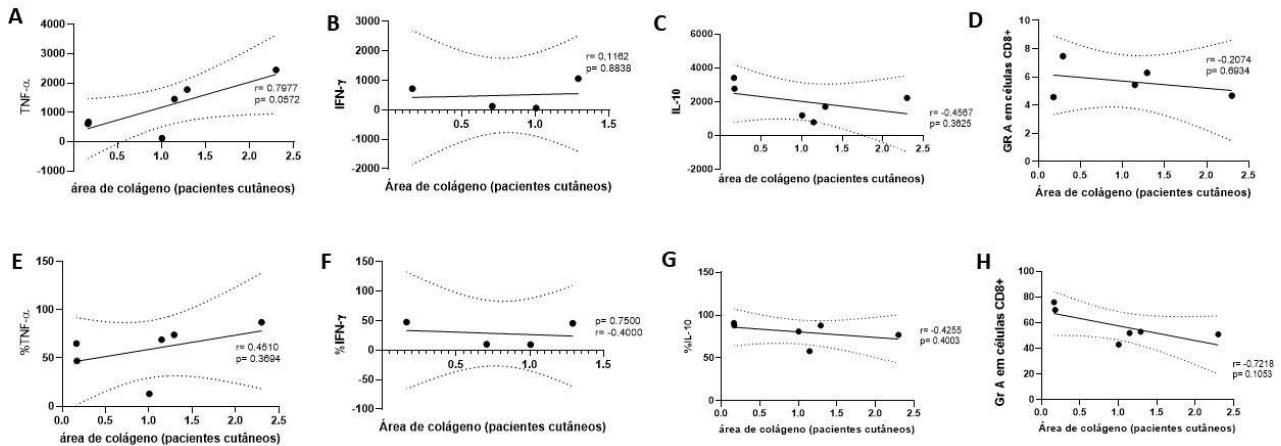 A
TNF-α.
4000
3000
2000
1000
0
-1000
0.5
1.0
1.5
2.0
2.5
r= 0.7977
p= 0.0572
área de colágeno (pacientes cutâneos)
B
IFN-γ
3000
2000
1000
0
-1000
-2000
0.5
1.0
1.5
r= 0,1162
p= 0.8838
Área de colágeno (pacientes cutâneos)
C
IL-10
6000
4000
2000
0
-2000
0.5
1.0
1.5
2.0
2.5
r= -0.4567
p= 0.3625
área de colágeno (pacientes cutâneos)
D
GR A em células CD8+
10
8
6
4
2
0
0.0
0.5
1.0
1.5
2.0
2.5
r= -0.2074
p= 0.6934
Área de colágeno (pacientes cutâneos)
E
%TNF-α.
150
100
50
0
0.0
0.5
1.0
1.5
2.0
2.5
r= 0.4510
p= 0.3694
área de colágeno (pacientes cutâneos)
F
%IFN-γ
150
100
50
0
-50
-100
0.5
1.0
1.5
p= 0.7500
r= -0.4000
Área de colágeno (pacientes cutâneos)
G
%IL-10
150
100
50
0
0.0
0.5
1.0
1.5
2.0
2.5
r= -0.4255
p= 0.4003
área de colágeno (pacientes cutâneos)
H
Gr A em células CD8+
100
80
60
40
20
0
0.0
0.5
1.0
1.5
2.0
2.5
r= -0.7218
p= 0.1053
Área de colágeno (pacientes cutâneos)